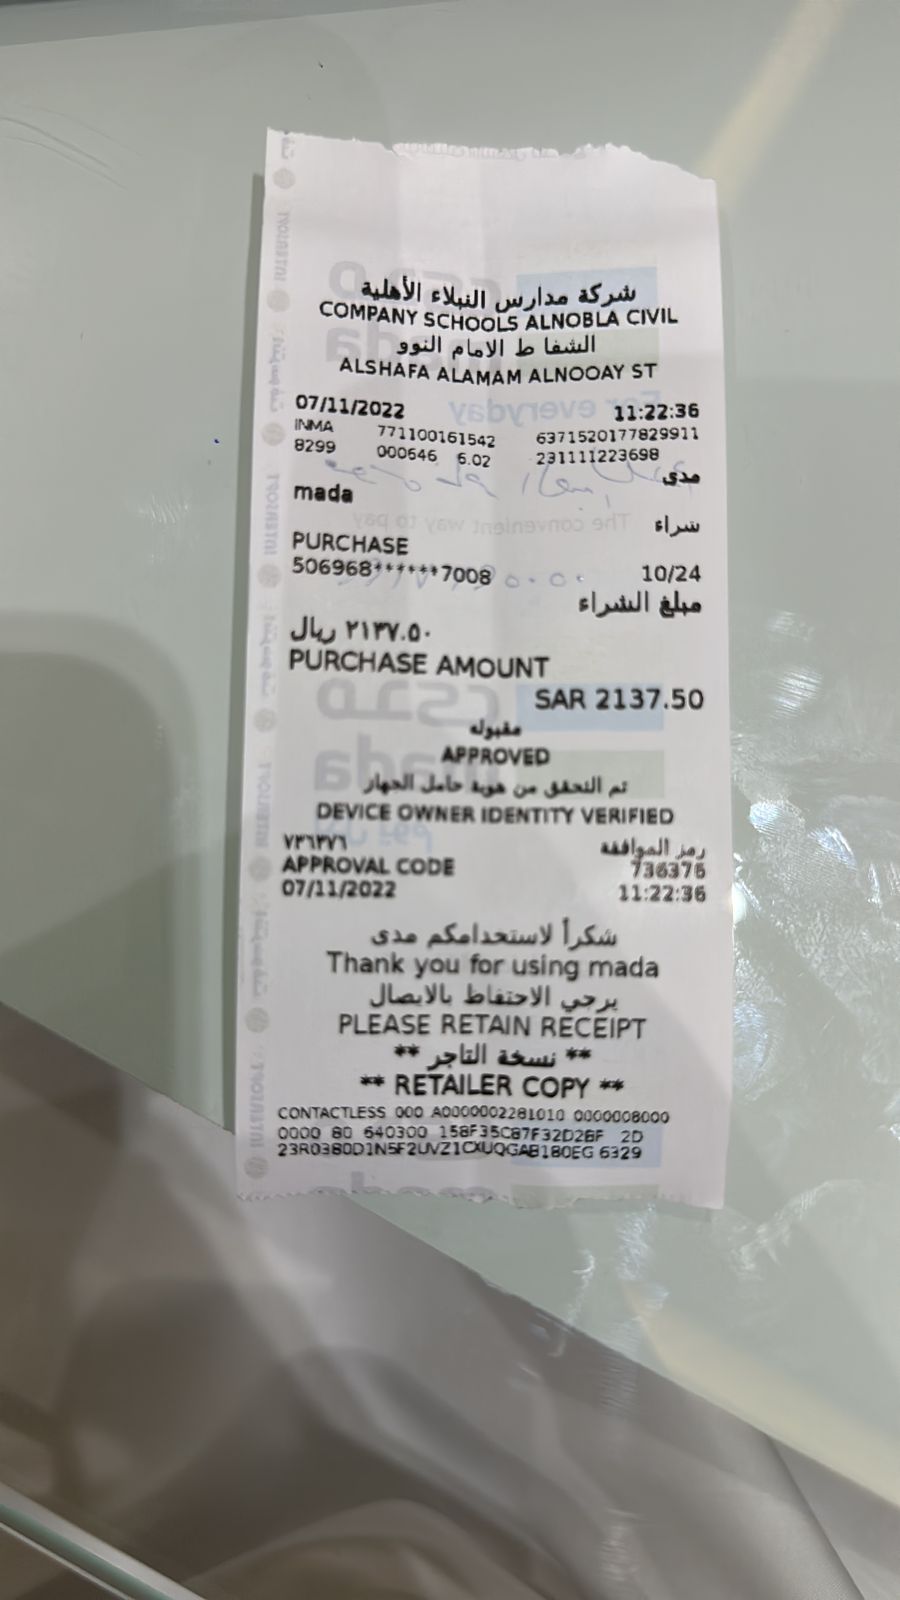 شركة مدارس النبلاء الأهلية
COMPANY SCHOOLS ALNOBLA CIVIL
الشفا ط الامام النوو
ALSHAFA ALAMAM ALNOOAY ST
07/11/2022 11:22:36
INMA 771100161542 6371520177829911
8299 000646 6.02 231111223698
مدى
mada
شراء
PURCHASE
506968******7008 10/24
مبلغ الشراء
٢١٣٧.٥٠ ريال
PURCHASE AMOUNT
SAR 2137.50
مقبوله
APPROVED
تم التحقق من هوية حامل الجهاز
DEVICE OWNER IDENTITY VERIFIED
رمز الموافقه ٧٣٦٣٧٦
APPROVAL CODE 736376
07/11/2022 11:22:36
شكرأ لاستخدامكم مدى
Thank you for using mada
يرجي الاحتفاظ بالايصال
PLEASE RETAIN RECEIPT
** نسخة التاجر **
** RETAILER COPY **
CONTACTLESS 000 A0000002281010 0000008000
0000 80 640300 158F35C87F32D2BF 2D
23R0380D1N5F2UVZ1CXUQGAB180EG 6329